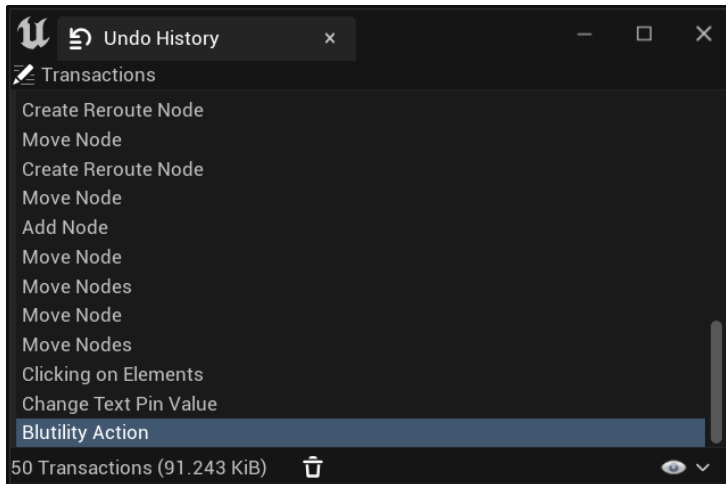 Undo History
Transactions
Create Reroute Node
Move Node
Create Reroute Node
Move Node
Add Node
Move Node
Move Nodes
Move Node
Move Nodes
Clicking on Elements
Change Text Pin Value
Blutility Action
50 Transactions (91.243 KiB)